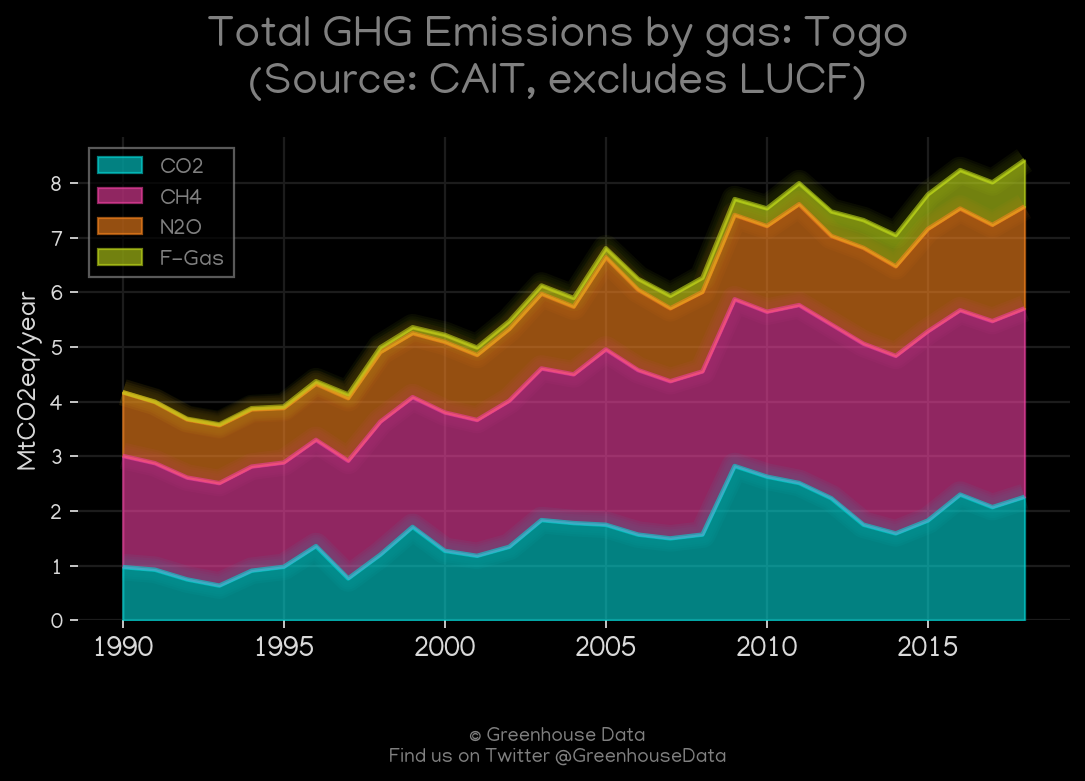 Total GHG Emissions by gas: Togo
(Source: CAIT, excludes LUCF)
CO2
CH4
N2O
F-Gas
MtCO2eq/year
8
7
6
5
4
3
2
1
0
1990 1995 2000 2005 2010 2015
© Greenhouse Data
Find us on Twitter @GreenhouseData